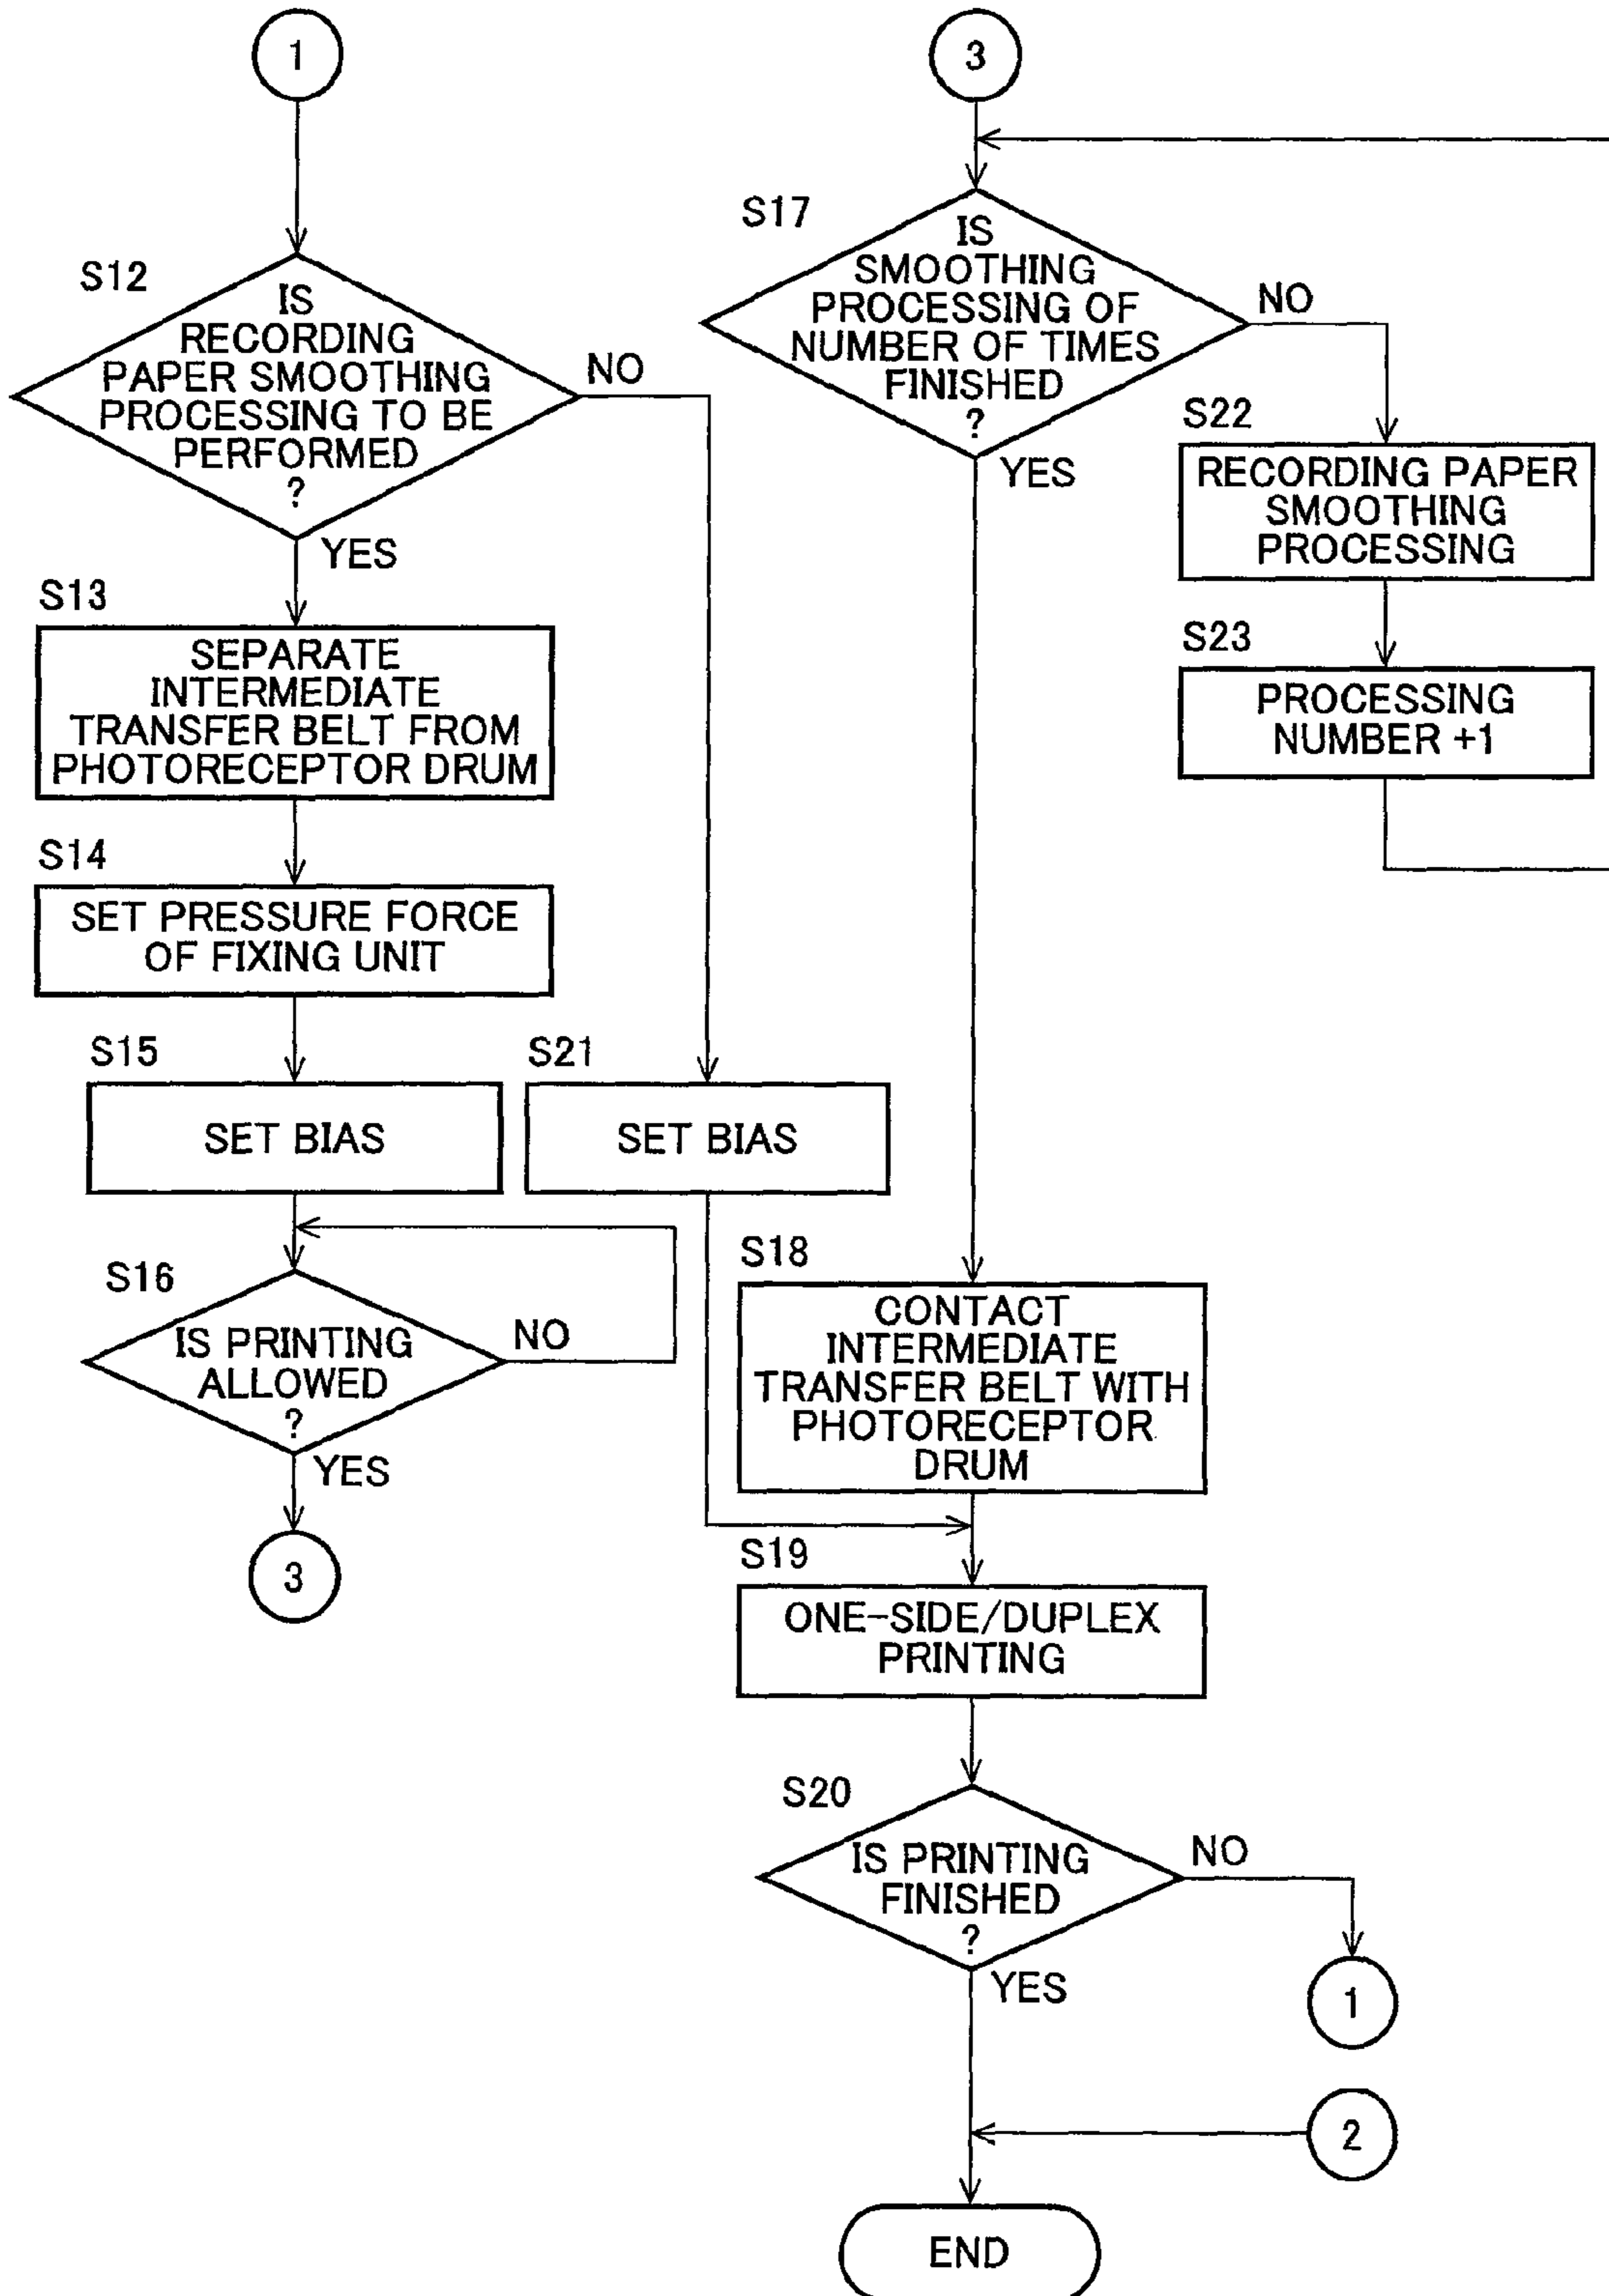 1
S12
IS
RECORDING
PAPER SMOOTHING
PROCESSING TO BE
PERFORMED
?
NO
YES
S13
SEPARATE
INTERMEDIATE
TRANSFER BELT FROM
PHOTORECEPTOR DRUM
S14
SET PRESSURE FORCE
OF FIXING UNIT
S15
SET BIAS
S21
SET BIAS
S16
IS PRINTING
ALLOWED
?
NO
YES
3
3
S17
IS
SMOOTHING
PROCESSING OF
NUMBER OF TIMES
FINISHED
?
NO
YES
S22
RECORDING PAPER
SMOOTHING
PROCESSING
S23
PROCESSING
NUMBER +1
S18
CONTACT
INTERMEDIATE
TRANSFER BELT WITH
PHOTORECEPTOR
DRUM
S19
ONE-SIDE/DUPLEX
PRINTING
S20
IS PRINTING
FINISHED
?
NO
YES
1
2
END